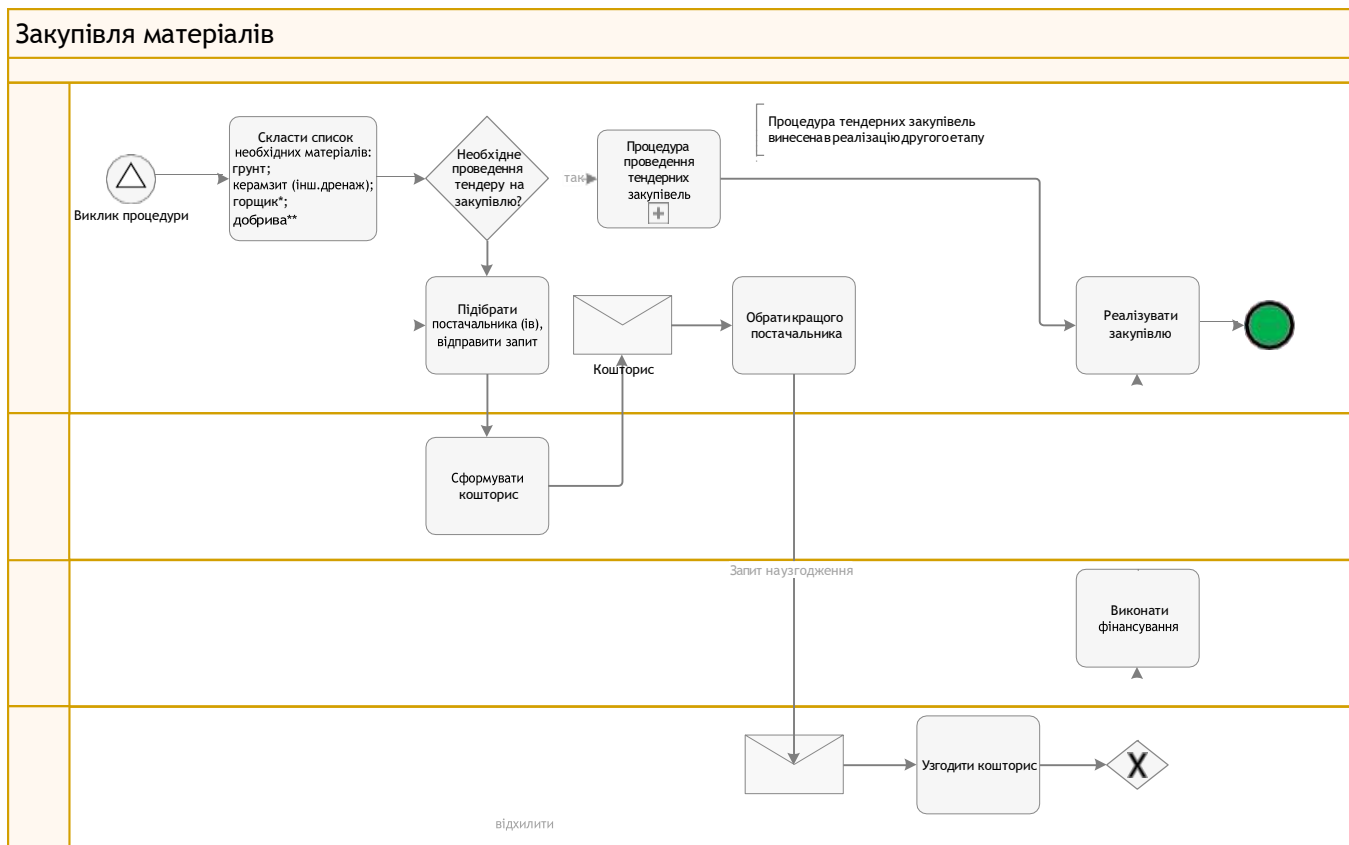 Закупівля матеріалів
Виклик процедури
Скласти список
необхідних матеріалів:
грунт;
керамзит (інш.дренаж);
горщик*;
добрива**
Необхідне
проведення
тендеру на
закупівлю?
так
Процедура
проведення
тендерних
закупівель
Процедура тендерних закупівель
винесенав реалізацію другого етапу
Підібрати
постачальника (ів),
відправити запит
Кошторис
Обрати кращого
постачальника
Реалізувати
закупівлю
Сформувати
кошторис
Запит на узгодження
Виконати
фінансування
Узгодити кошторис
X
відхилити